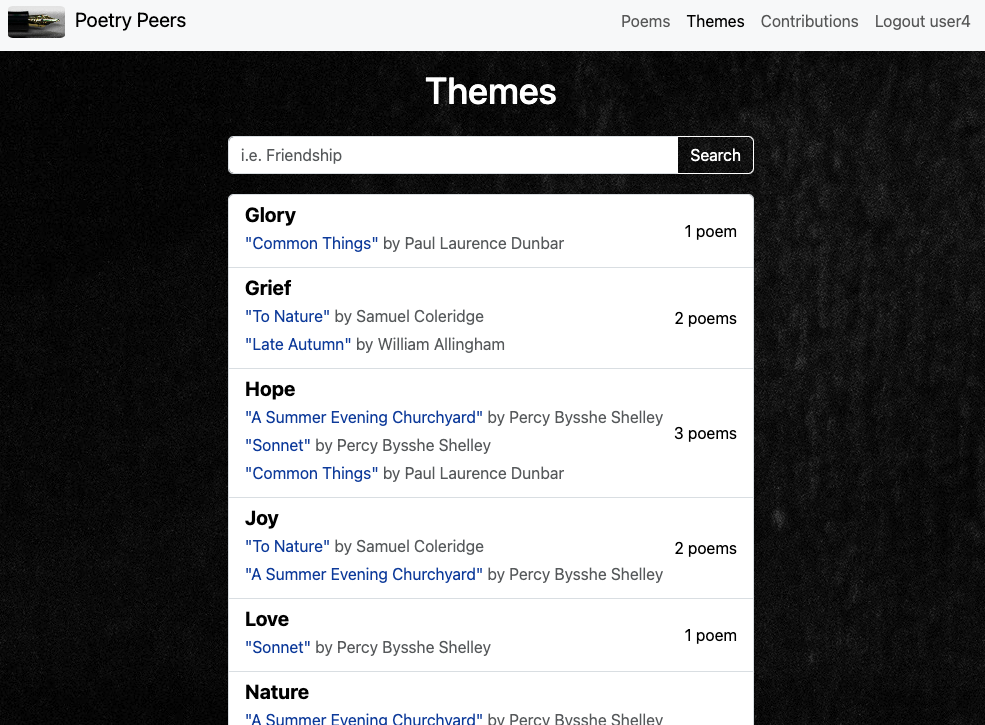 Poetry Peers
Poems Themes Contributions Logout user4
Themes
i.e. Friendship
Search
Glory
"Common Things" by Paul Laurence Dunbar
1 poem
Grief
"To Nature" by Samuel Coleridge
"Late Autumn" by William Allingham
2 poems
Hope
"A Summer Evening Churchyard" by Percy Bysshe Shelley
"Sonnet" by Percy Bysshe Shelley
"Common Things" by Paul Laurence Dunbar
3 poems
Joy
"To Nature" by Samuel Coleridge
"A Summer Evening Churchyard" by Percy Bysshe Shelley
2 poems
Love
"Sonnet" by Percy Bysshe Shelley
1 poem
Nature
"A Summer Evening Churchyard" by Percy Bysshe Shelley